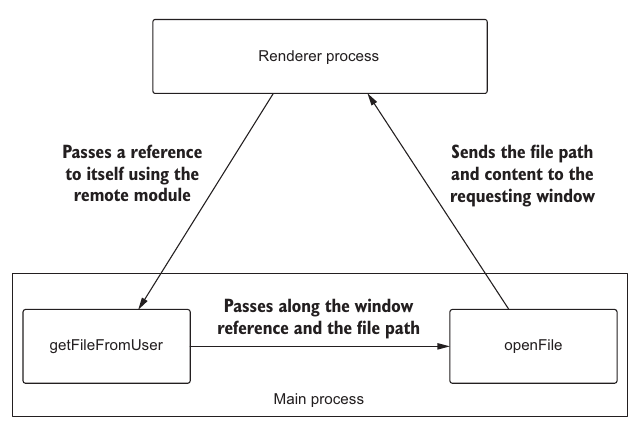 Renderer process
Passes a reference
to itself using the
remote module
Sends the file path
and content to the
requesting window
Passes along the window
reference and the file path
getFileFromUser
openFile
Main process